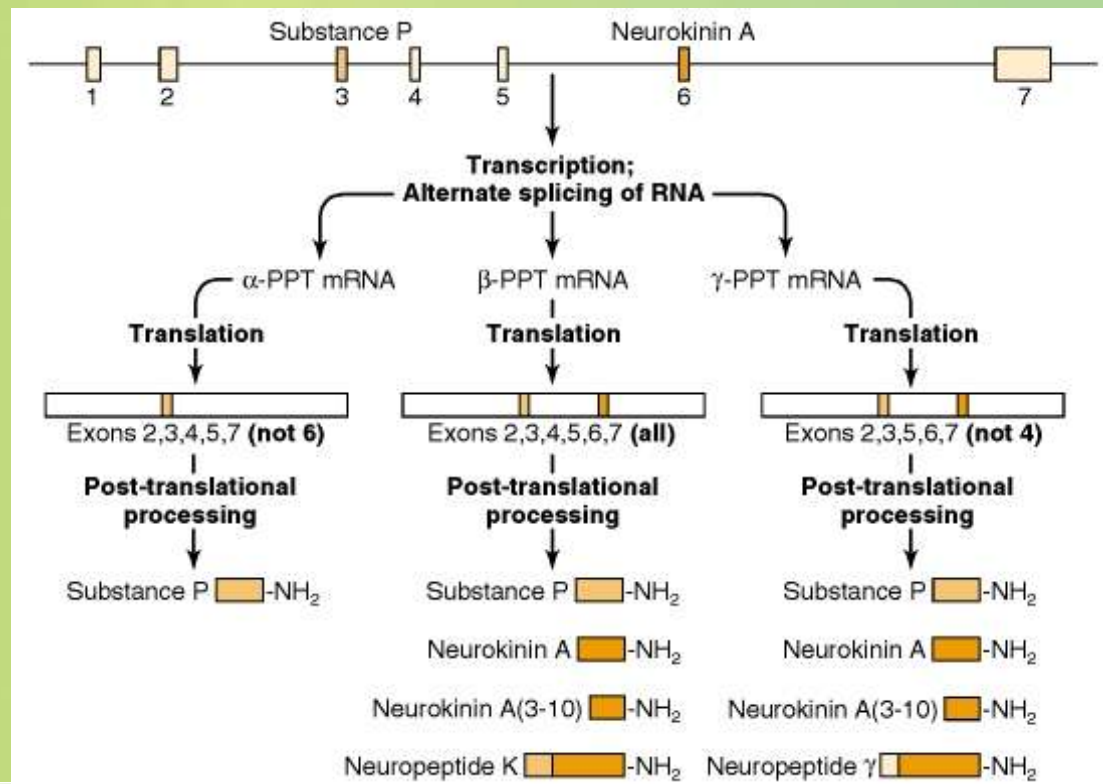 Substance P Neurokinin A
1 2 3 4 5 6 7
Transcription;
Alternate splicing of RNA
α-PPT mRNA β-PPT mRNA γ-PPT mRNA
Translation Translation Translation
Exons 2,3,4,5,7 (not 6) Exons 2,3,4,5,6,7 (all) Exons 2,3,5,6,7 (not 4)
Post-translational Post-translational Post-translational
processing processing processing
Substance P -NH₂ Substance P -NH₂ Substance P -NH₂
Neurokinin A -NH₂ Neurokinin A -NH₂
Neurokinin A(3-10) -NH₂ Neurokinin A(3-10) -NH₂
Neuropeptide K -NH₂ Neuropeptide γ -NH₂